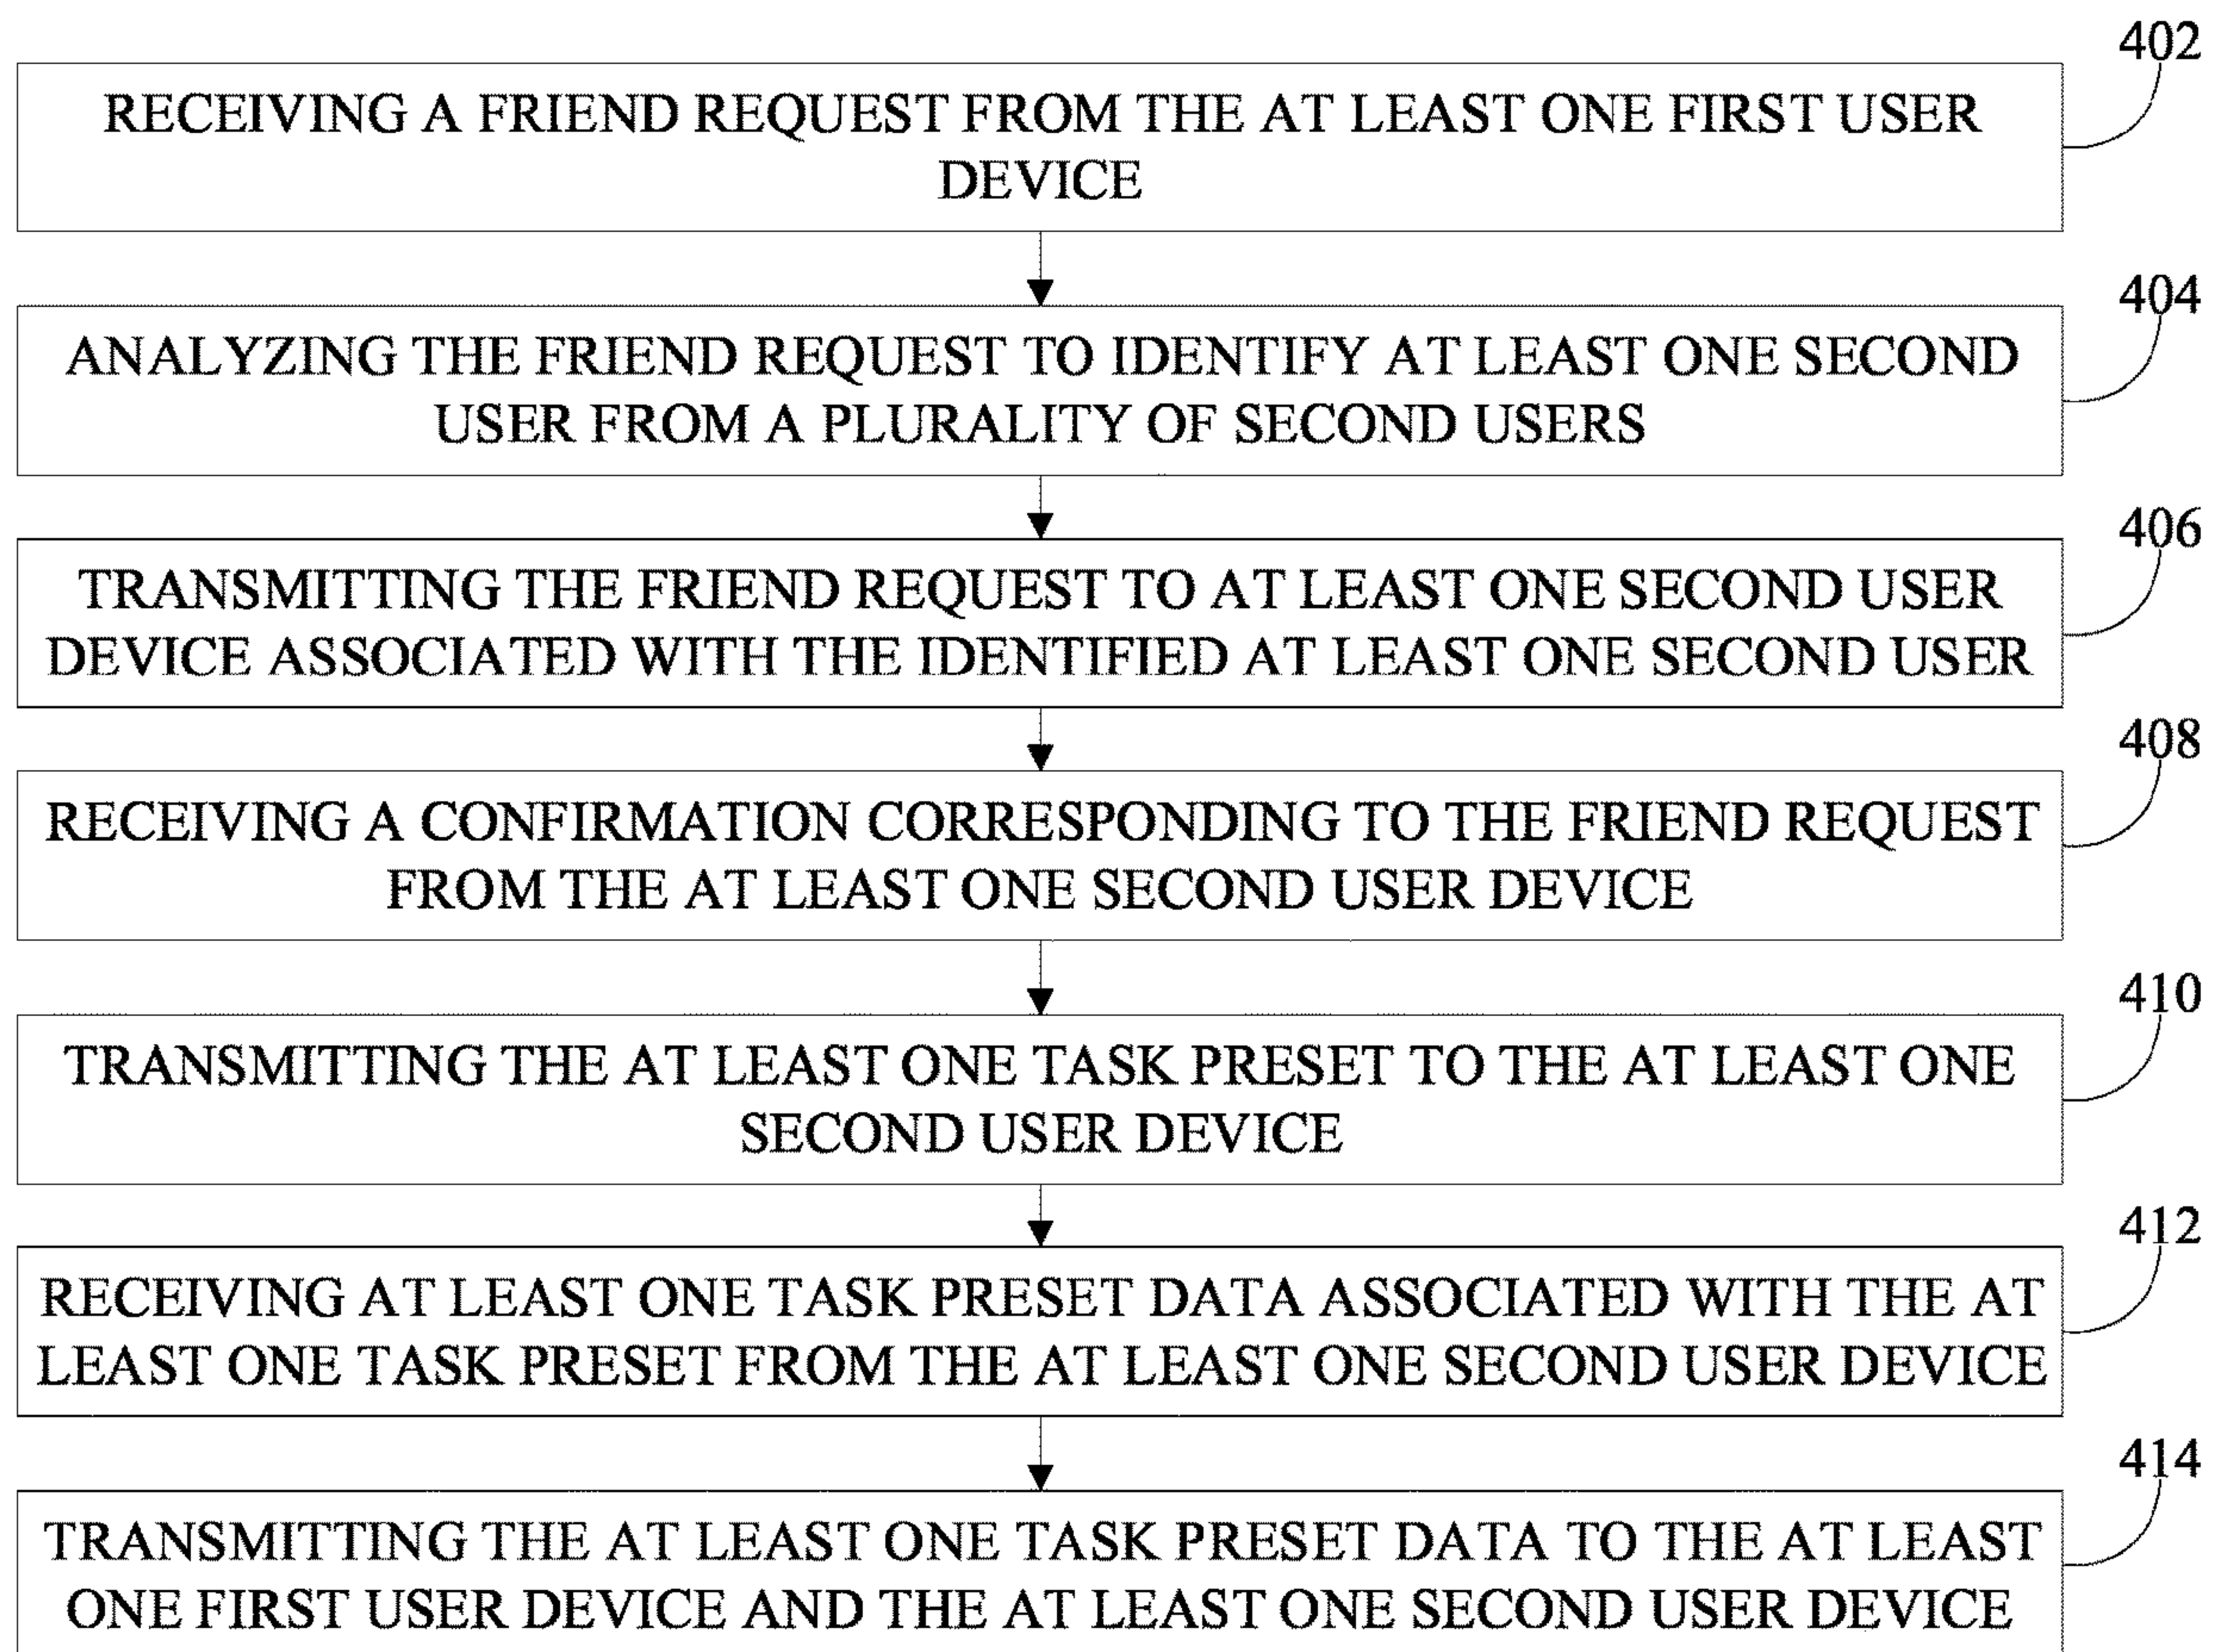 402
RECEIVING A FRIEND REQUEST FROM THE AT LEAST ONE FIRST USER
DEVICE
404
ANALYZING THE FRIEND REQUEST TO IDENTIFY AT LEAST ONE SECOND
USER FROM A PLURALITY OF SECOND USERS
406
TRANSMITTING THE FRIEND REQUEST TO AT LEAST ONE SECOND USER
DEVICE ASSOCIATED WITH THE IDENTIFIED AT LEAST ONE SECOND USER
408
RECEIVING A CONFIRMATION CORRESPONDING TO THE FRIEND REQUEST
FROM THE AT LEAST ONE SECOND USER DEVICE
410
TRANSMITTING THE AT LEAST ONE TASK PRESET TO THE AT LEAST ONE
SECOND USER DEVICE
412
RECEIVING AT LEAST ONE TASK PRESET DATA ASSOCIATED WITH THE AT
LEAST ONE TASK PRESET FROM THE AT LEAST ONE SECOND USER DEVICE
414
TRANSMITTING THE AT LEAST ONE TASK PRESET DATA TO THE AT LEAST
ONE FIRST USER DEVICE AND THE AT LEAST ONE SECOND USER DEVICE